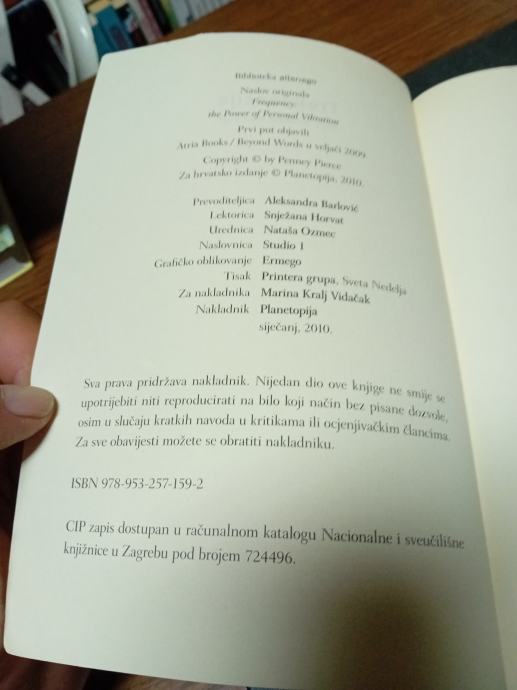 Biblioteka alterego
Naslov originala
Frequency
the Power of Personal Vibration
Prvi put objavili
Atria Books / Beyond Words u veljači 2009.
Copyright © by Penney Pierce
Za hrvatsko izdanje © Planetopija, 2010.
Prevoditeljica Aleksandra Barlović
Lektorica Snježana Horvat
Urednica Nataša Ozmec
Naslovnica Studio 1
Grafičko oblikovanje Ermego
Tisak Printera grupa, Sveta Nedelja
Za nakladnika Marina Kralj Vidačak
Nakladnik Planetopija
siječanj, 2010.
Sva prava pridržava nakladnik. Nijedan dio ove knjige ne smije se
upotrijebiti niti reproducirati na bilo koji način bez pisane dozvole,
osim u slučaju kratkih navoda u kritikama ili ocjenjivačkim člancima.
Za sve obavijesti možete se obratiti nakladniku.
ISBN 978-953-257-159-2
CIP zapis dostupan u računalnom katalogu Nacionalne i sveučilišne
knjižnice u Zagrebu pod brojem 724496.